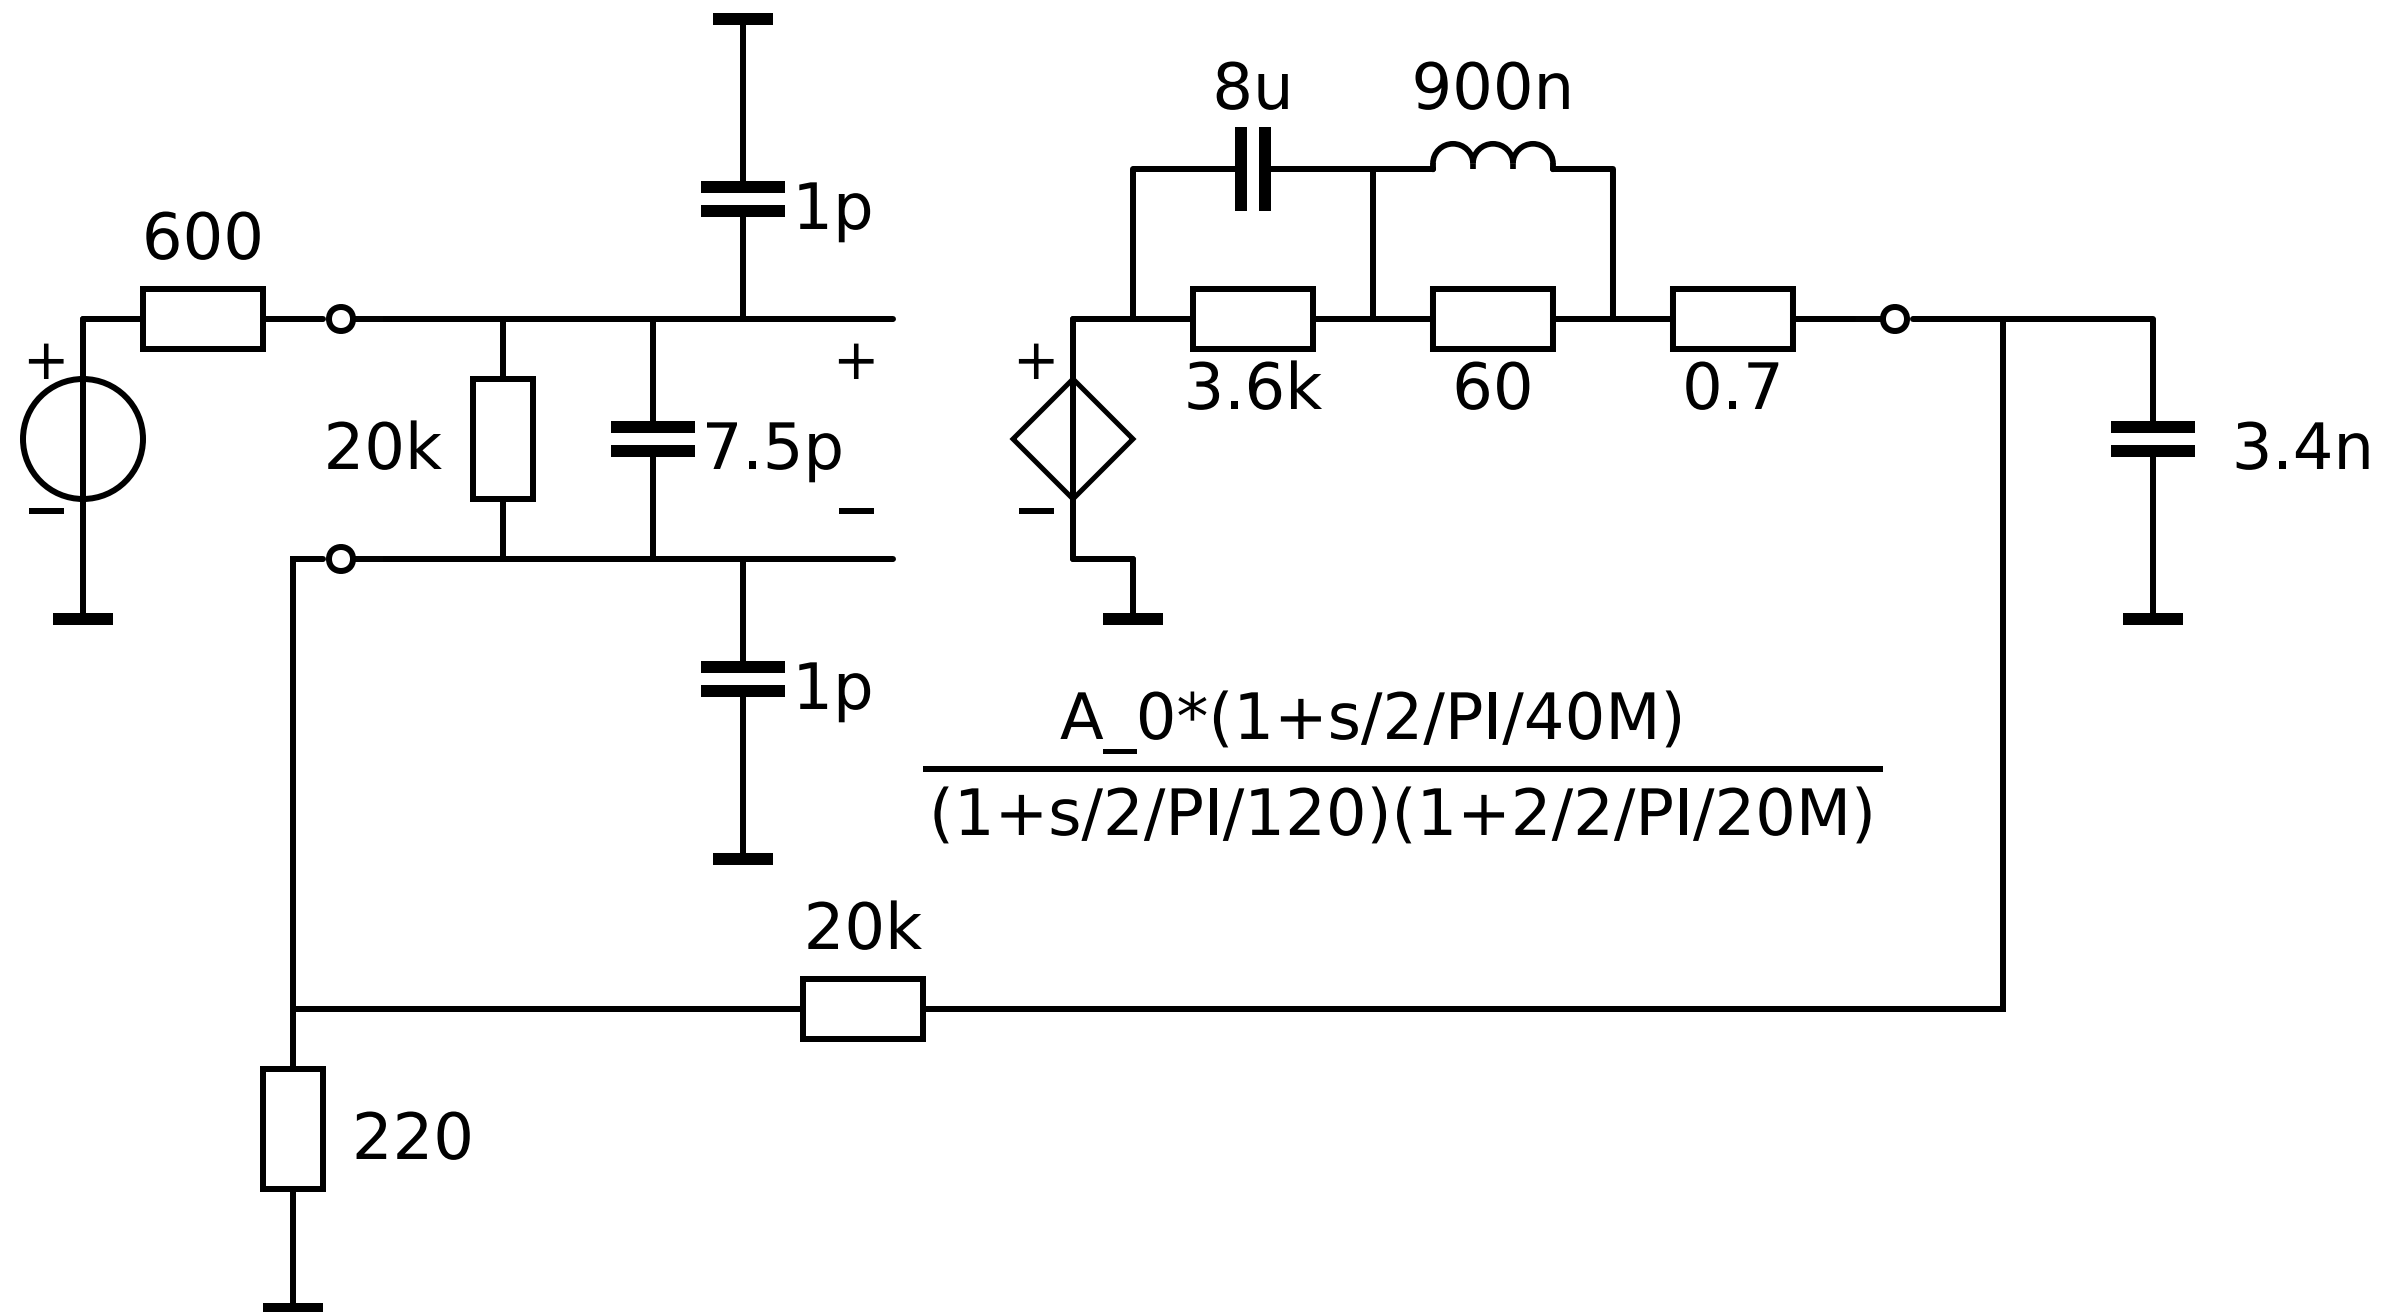 8u
900n
1p
600
+
+
+
3.6k
60
0.7
20k
7.5p
3.4n
−
−
−
1p
A_0*(1+s/2/PI/40M)
(1+s/2/PI/120)(1+2/2/PI/20M)
20k
220